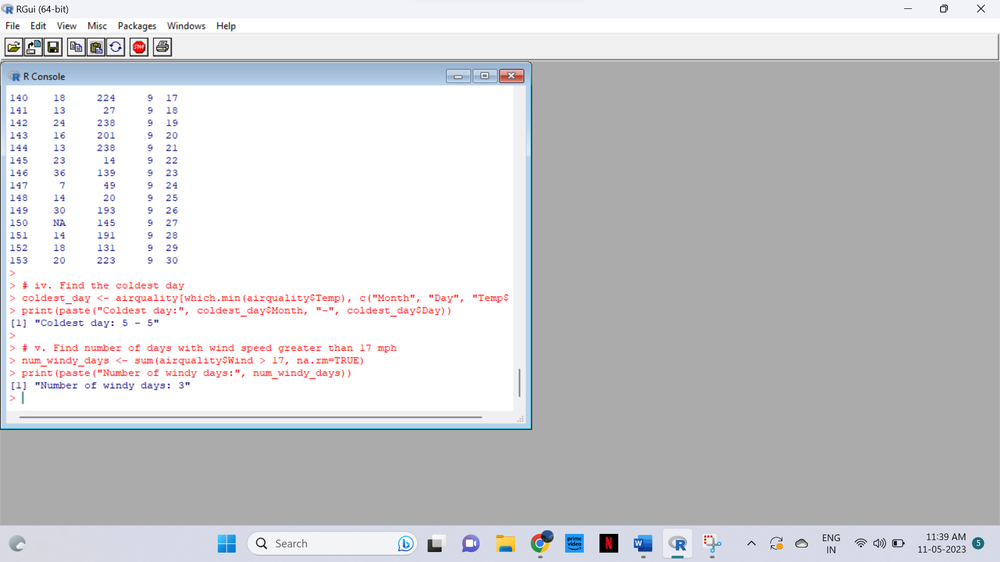 RGui (64-bit)
File Edit View Misc Packages Windows Help
STOP
R Console
140 18 224 9 17
141 13 27 9 18
142 24 238 9 19
143 16 201 9 20
144 13 238 9 21
145 23 14 9 22
146 36 139 9 23
147 7 49 9 24
148 14 20 9 25
149 30 193 9 26
150 NA 145 9 27
151 14 191 9 28
152 18 131 9 29
153 20 223 9 30
>
> # iv. Find the coldest day
> coldest_day <- airquality[which.min(airquality$Temp), c("Month", "Day", "Temp$
> print(paste("Coldest day:", coldest_day$Month, "-", coldest_day$Day))
[1] "Coldest day: 5 - 5"
>
> # v. Find number of days with wind speed greater than 17 mph
> num_windy_days <- sum(airquality$Wind > 17, na.rm=TRUE)
> print(paste("Number of windy days:", num_windy_days))
[1] "Number of windy days: 3"
>
Search
prime video
N
W
R
ENG
IN
11:39 AM
11-05-2023
5